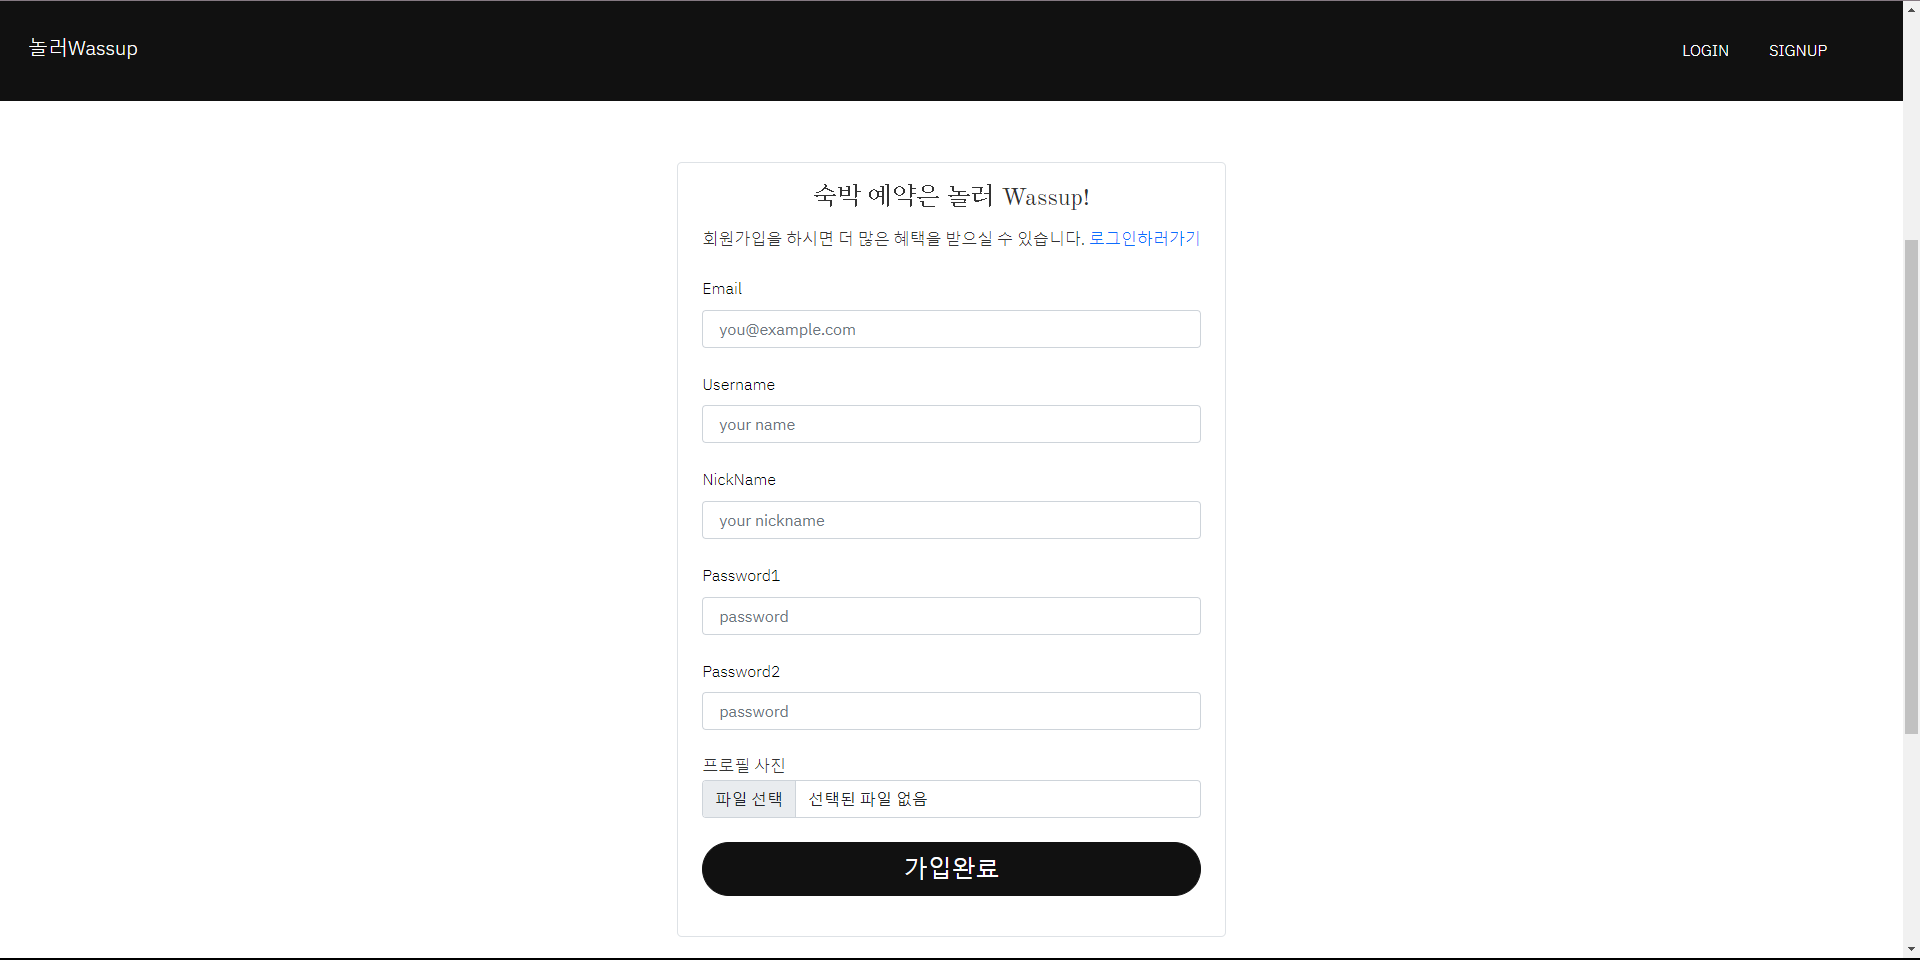 놀러Wassup
LOGIN
SIGNUP
숙박 예약은 놀러 Wassup!
회원가입을 하시면 더 많은 혜택을 받으실 수 있습니다. 로그인하러가기
Email
you@example.com
Username
your name
NickName
your nickname
Password1
password
Password2
password
프로필 사진
파일 선택 선택된 파일 없음
가입완료